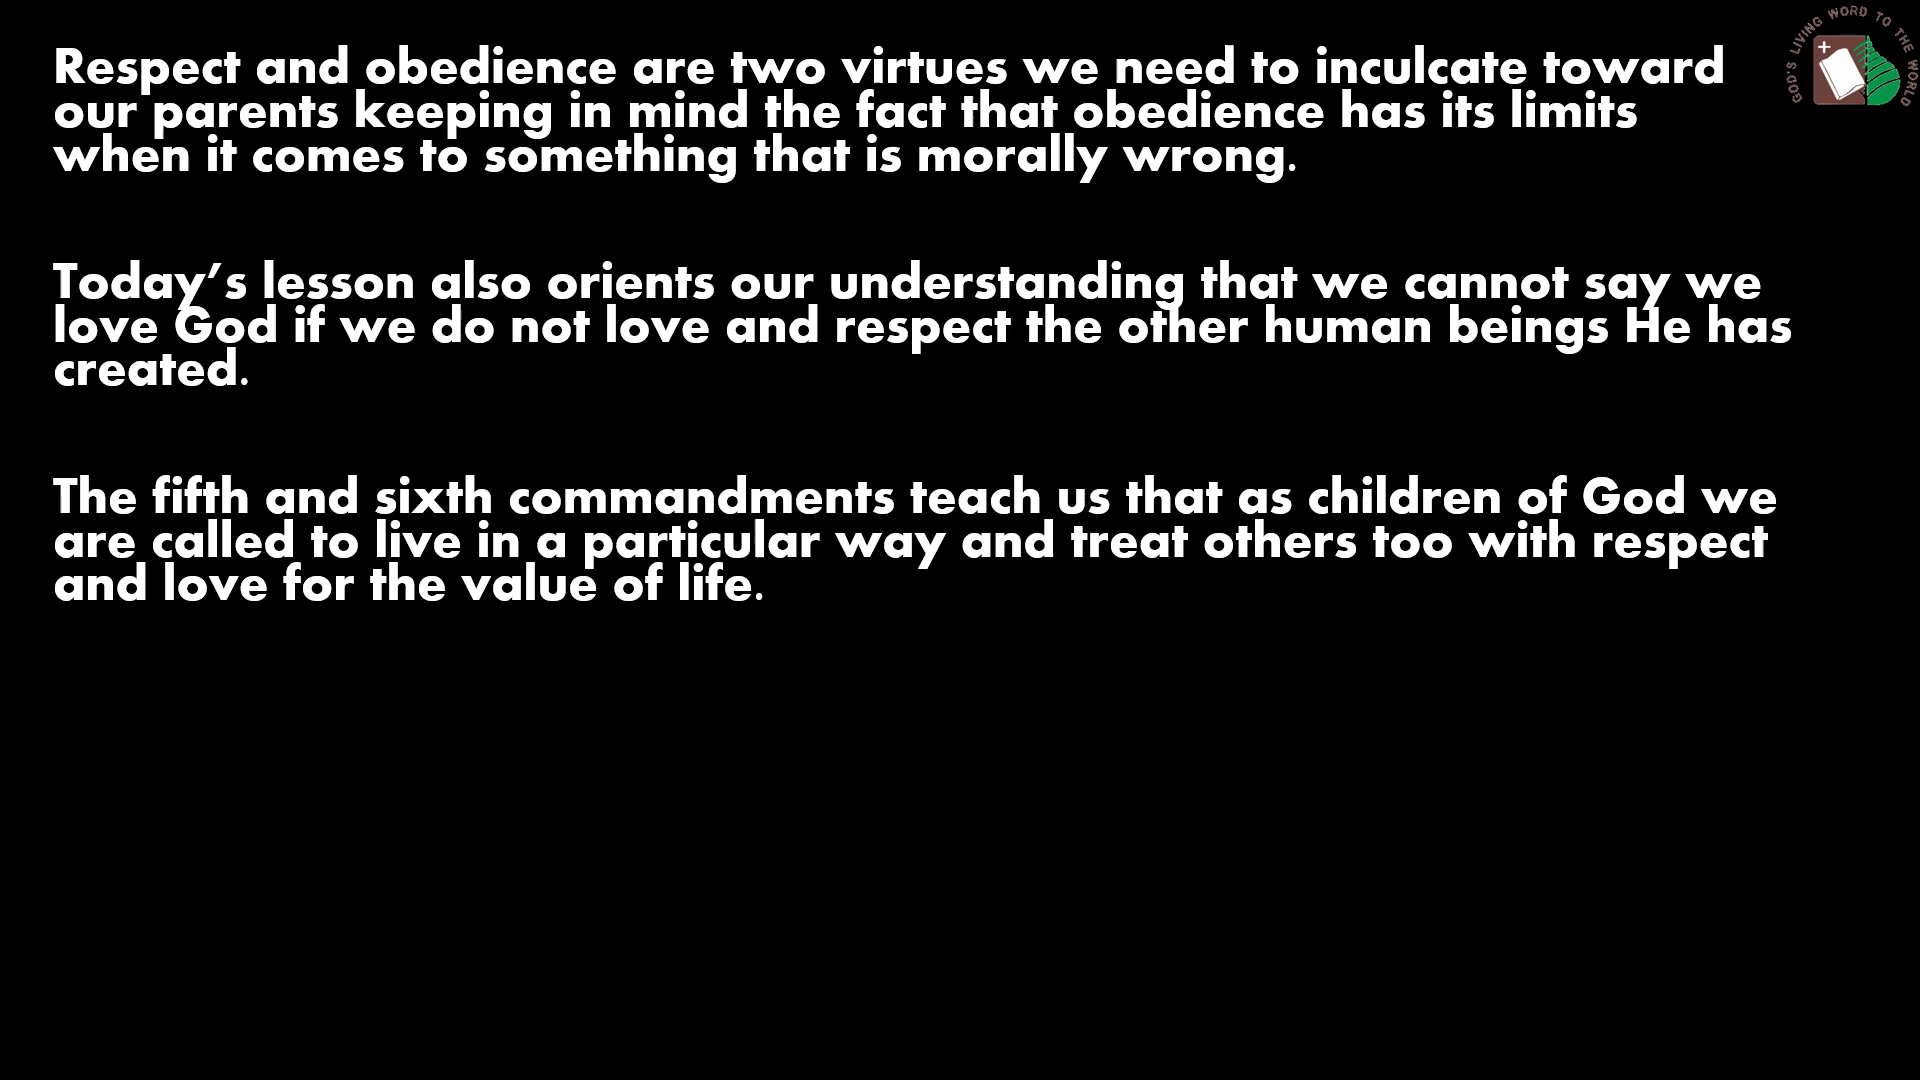 Respect and obedience are two virtues we need to inculcate toward
our parents keeping in mind the fact that obedience has its limits
when it comes to something that is morally wrong.
Today’s lesson also orients our understanding that we cannot say we
love God if we do not love and respect the other human beings He has
created.
The fifth and sixth commandments teach us that as children of God we
are called to live in a particular way and treat others too with respect
and love for the value of life.
GOD'S LIVING WORD TO THE WORLD